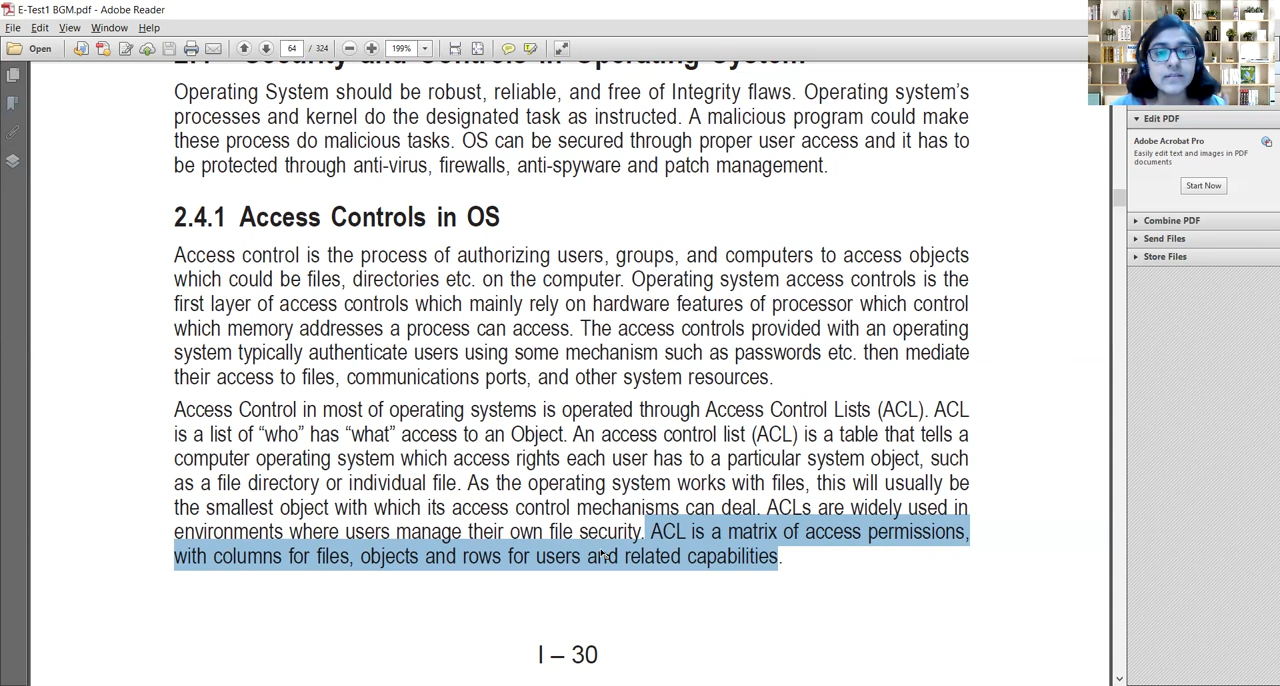 E-Test1 BGM.pdf - Adobe Reader
File Edit View Window Help
Open 64 / 324 199%
2.4 Security and Controls in Operating System
Operating System should be robust, reliable, and free of Integrity flaws. Operating system's
processes and kernel do the designated task as instructed. A malicious program could make
these process do malicious tasks. OS can be secured through proper user access and it has to
be protected through anti-virus, firewalls, anti-spyware and patch management.
2.4.1 Access Controls in OS
Access control is the process of authorizing users, groups, and computers to access objects
which could be files, directories etc. on the computer. Operating system access controls is the
first layer of access controls which mainly rely on hardware features of processor which control
which memory addresses a process can access. The access controls provided with an operating
system typically authenticate users using some mechanism such as passwords etc. then mediate
their access to files, communications ports, and other system resources.
Access Control in most of operating systems is operated through Access Control Lists (ACL). ACL
is a list of “who” has “what” access to an Object. An access control list (ACL) is a table that tells a
computer operating system which access rights each user has to a particular system object, such
as a file directory or individual file. As the operating system works with files, this will usually be
the smallest object with which its access control mechanisms can deal. ACLs are widely used in
environments where users manage their own file security. ACL is a matrix of access permissions,
with columns for files, objects and rows for users and related capabilities.
I – 30
Edit PDF
Adobe Acrobat Pro
Easily edit text and images in PDF
documents
Start Now
Combine PDF
Send Files
Store Files